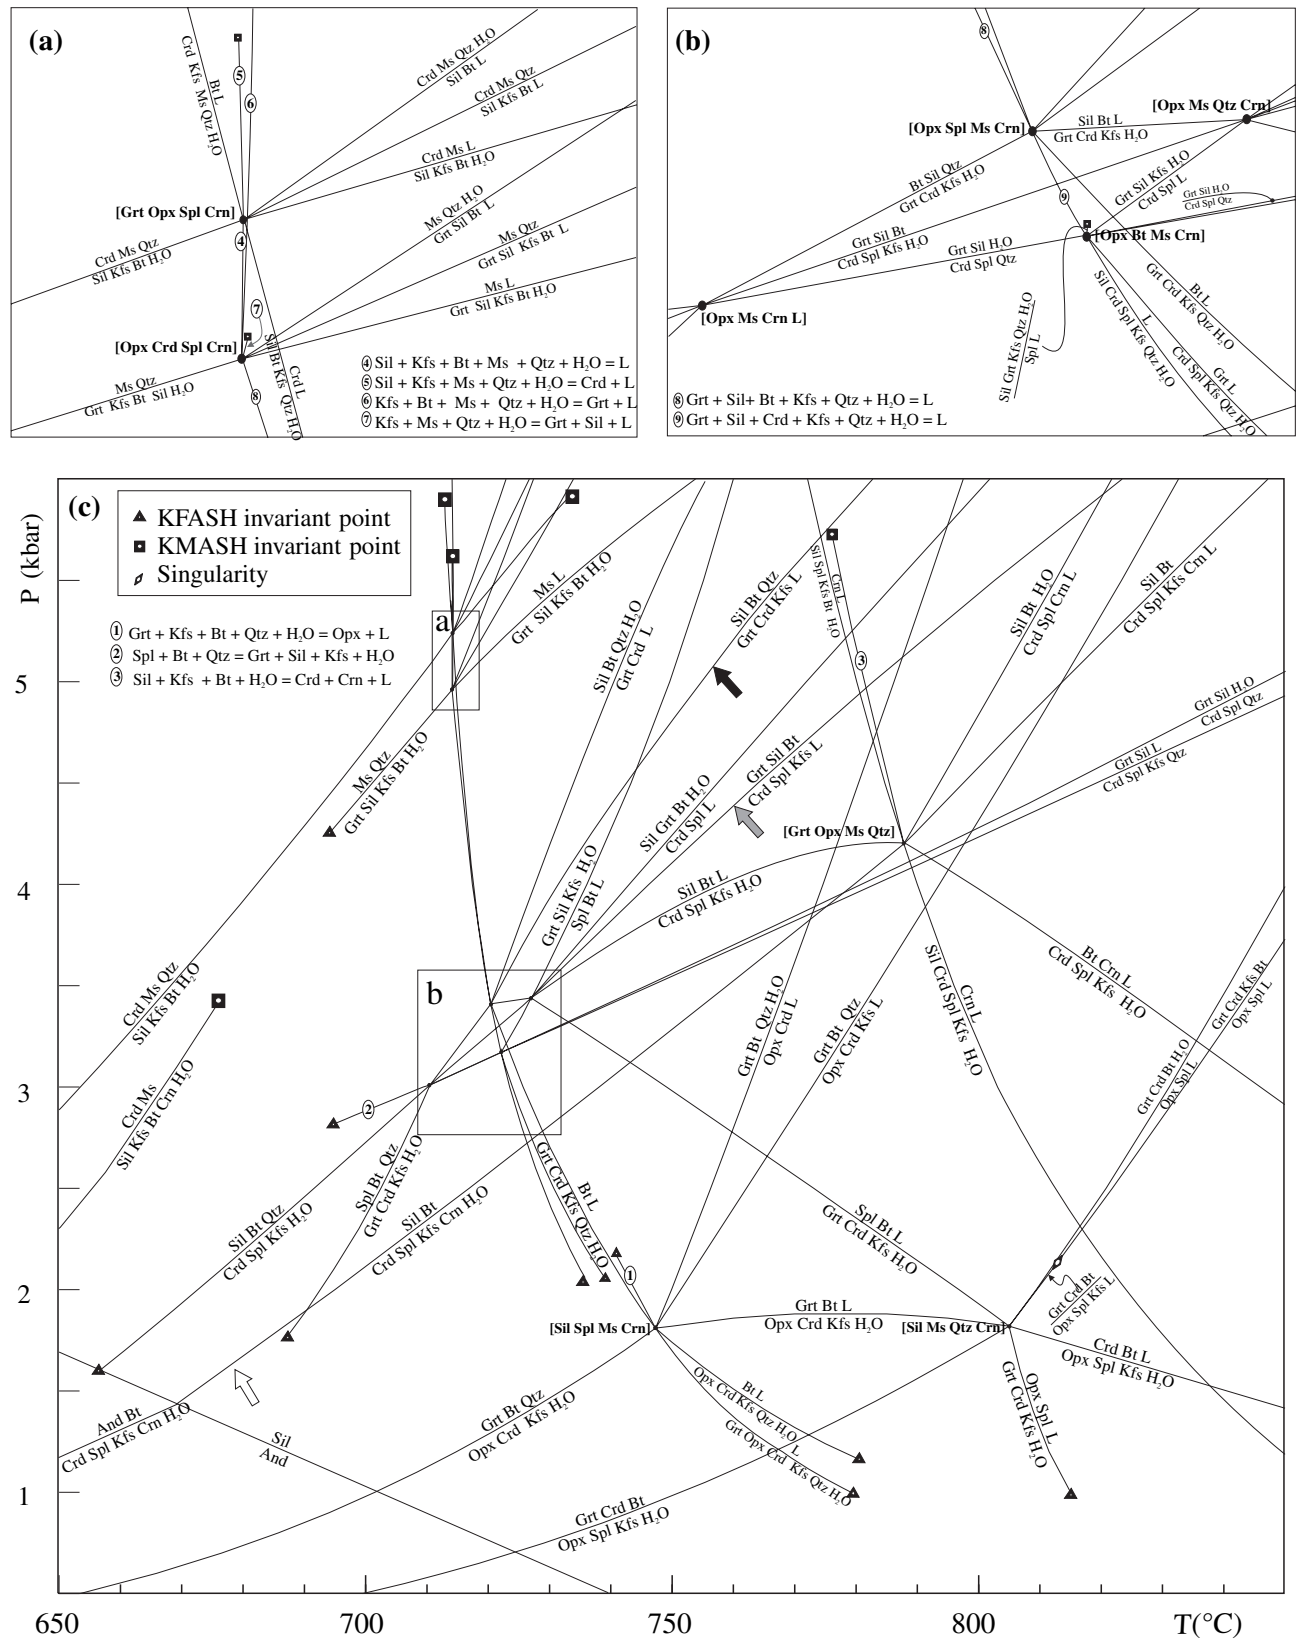 (a)
Bt L
Crd Kfs Ms Qtz H₂O
5
6
Crd Ms Qtz H₂O
Sil Bt L
Crd Ms Qtz
Sil Kfs Bt L
Crd Ms L
Sil Kfs Bt H₂O
[Grt Opx Spl Crn]
4
Crd Ms Qtz
Sil Kfs Bt H₂O
Ms Qtz H₂O
Grt Sil Bt L
Ms Qtz
Grt Sil Kfs Bt L
Ms L
Grt Sil Kfs Bt H₂O
7
[Opx Crd Spl Crn]
Crd L
Sil Bt Kfs Qtz H₂O
Ms Qtz
Grt Kfs Bt Sil H₂O
8
4 Sil + Kfs + Bt + Ms + Qtz + H₂O = L
5 Sil + Kfs + Ms + Qtz + H₂O = Crd + L
6 Kfs + Bt + Ms + Qtz + H₂O = Grt + L
7 Kfs + Ms + Qtz + H₂O = Grt + Sil + L
(b)
8
[Opx Spl Ms Crn]
Sil Bt L
Grt Crd Kfs H₂O
[Opx Ms Qtz Crn]
Bt Sil Qtz
Grt Crd Kfs H₂O
9
Grt Sil Kfs H₂O
Crd Spl L
Grt Sil H₂O
Crd Spl Qtz
Grt Sil Bt
Crd Spl Kfs H₂O
Grt Sil H₂O
Crd Spl Qtz
[Opx Bt Ms Crn]
[Opx Ms Crn L]
Sil Grt Kfs Qtz H₂O
Spl L
L
Sil Crd Spl Kfs Qtz H₂O
Bt L
Grt Crd Kfs Qtz H₂O
Grt L
Crd Spl Kfs Qtz H₂O
8 Grt + Sil + Bt + Kfs + Qtz + H₂O = L
9 Grt + Sil + Crd + Kfs + Qtz + H₂O = L
(c)
KFASH invariant point
KMASH invariant point
Singularity
1 Grt + Kfs + Bt + Qtz + H₂O = Opx + L
2 Spl + Bt + Qtz = Grt + Sil + Kfs + H₂O
3 Sil + Kfs + Bt + H₂O = Crd + Crn + L
P (kbar)
5
4
3
2
1
a
Ms L
Grt Sil Kfs Bt H₂O
Sil Bt Qtz H₂O
Grt Crd L
Sil Bt Qtz
Grt Crd Kfs L
Crn L
Sil Spl Kfs Bt H₂O
3
Sil Bt H₂O
Crd Spl Crn L
Sil Bt
Crd Spl Kfs Crn L
Grt Sil H₂O
Crd Spl Qtz
Grt Sil L
Crd Spl Kfs Qtz
Ms Qtz
Grt Sil Kfs Bt H₂O
Sil Grt Bt H₂O
Crd Spl L
Grt Sil Bt
Crd Spl Kfs L
[Grt Opx Ms Qtz]
Grt Sil Kfs H₂O
Spl Bt L
Sil Bt L
Crd Spl Kfs H₂O
Crd Ms Qtz
Sil Kfs Bt H₂O
b
Crd Ms
Sil Kfs Bt Crn H₂O
2
Grt Bt Qtz H₂O
Opx Crd L
Grt Bt Qtz
Opx Crd Kfs L
Crn L
Sil Crd Spl Kfs H₂O
Bt Crn L
Crd Spl Kfs H₂O
Grt Crd Kfs Bt
Opx Spl L
Grt Crd Bt H₂O
Opx Spl L
Spl Bt Qtz
Grt Crd Kfs H₂O
Sil Bt Qtz
Crd Spl Kfs H₂O
Sil Bt
Crd Spl Kfs Crn H₂O
Bt L
Grt Crd Kfs Qtz H₂O
1
Spl Bt L
Grt Crd Kfs H₂O
Grt Crd Bt
Opx Spl Kfs L
[Sil Spl Ms Crn]
Grt Bt L
Opx Crd Kfs H₂O
[Sil Ms Qtz Crn]
Crd Bt L
Opx Spl Kfs H₂O
Opx Spl L
Grt Crd Kfs H₂O
And Bt
Crd Spl Kfs Crn H₂O
Sil
And
Grt Bt Qtz
Opx Crd Kfs H₂O
Bt L
Opx Crd Kfs Qtz H₂O
L
Grt Opx Crd Kfs Qtz H₂O
Grt Crd Bt
Opx Spl Kfs H₂O
650
700
750
800
T(°C)